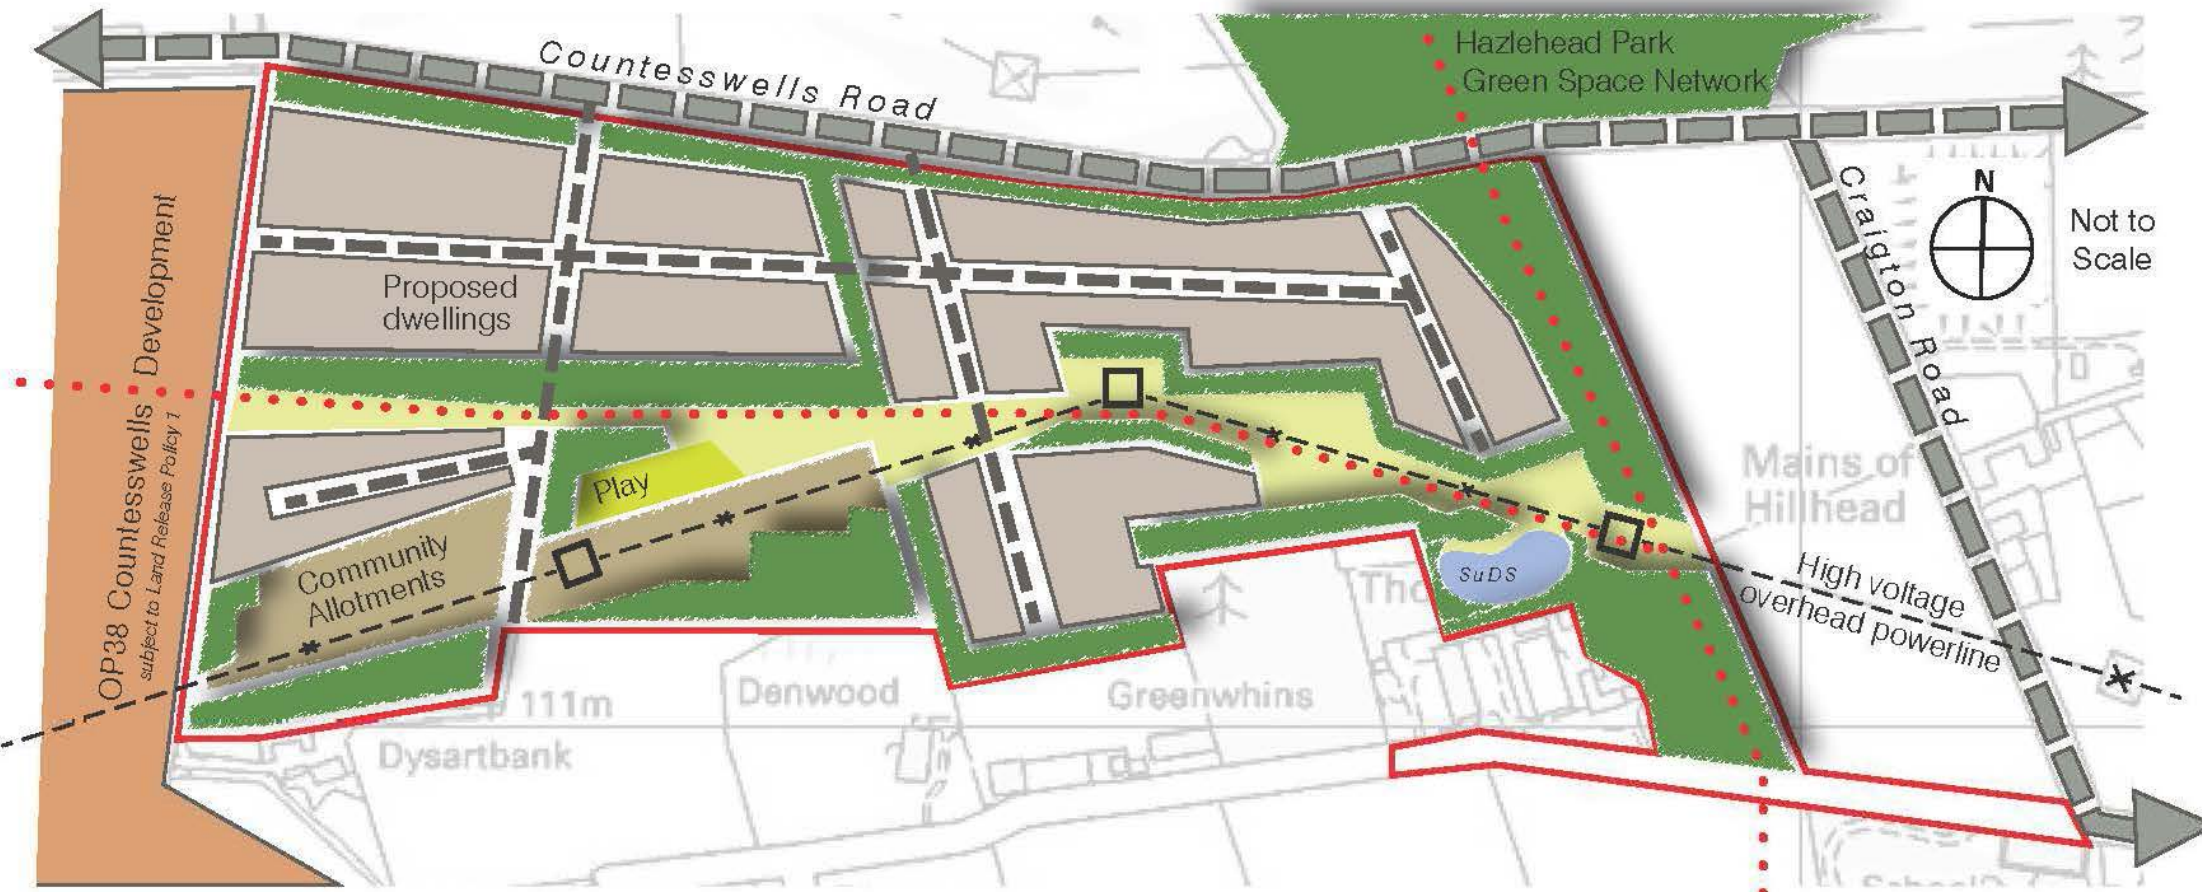 Countesswells Road
Hazlehead Park
Green Space Network
N
Not to
Scale
Craigton Road
OP38 Countesswells Development
subject to Land Release Policy 1
Proposed
dwellings
Play
Community
Allotments
SuDS
Mains of
Hillhead
High voltage
overhead powerline
111m
Denwood
Greenwhins
Dysartbank